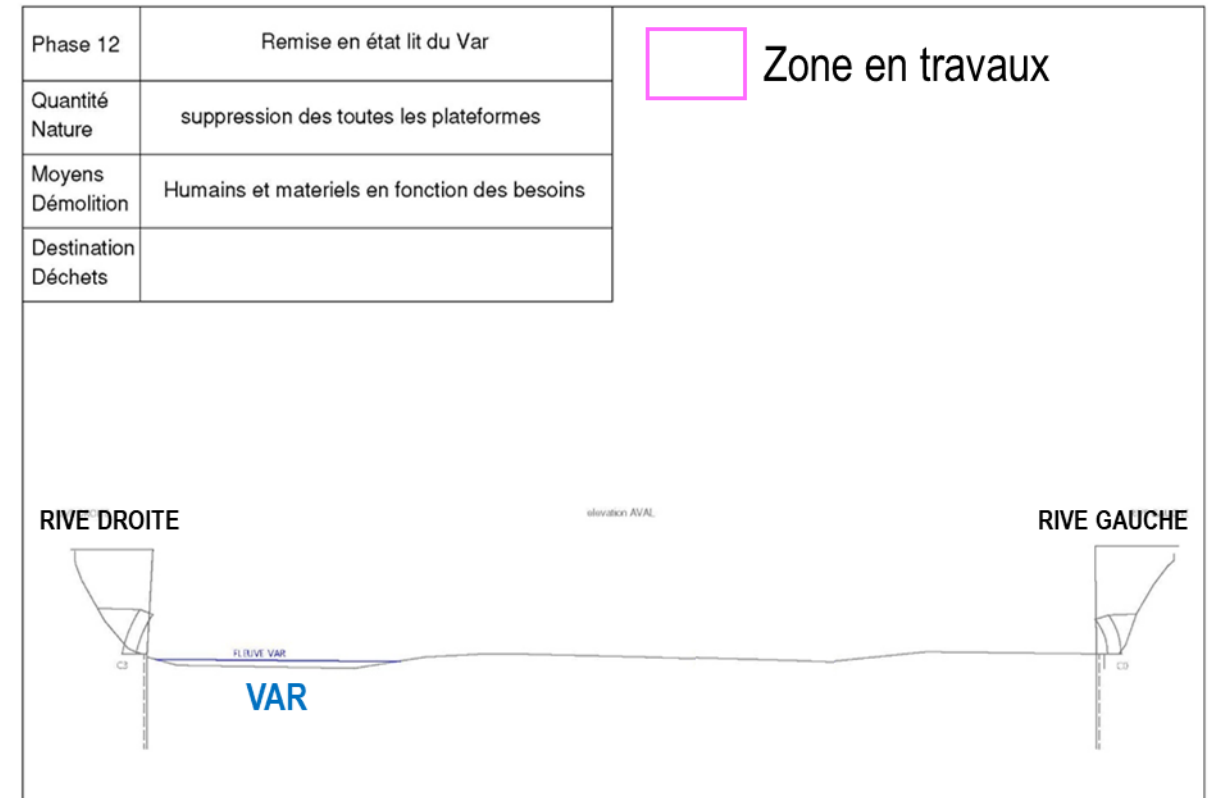 Phase 12
Remise en état lit du Var
Quantité
Nature
suppression des toutes les plateformes
Moyens
Démolition
Humains et materiels en fonction des besoins
Destination
Déchets
Zone en travaux
RIVE DROITE
elevation AVAL
RIVE GAUCHE
FLEUVE VAR
VAR